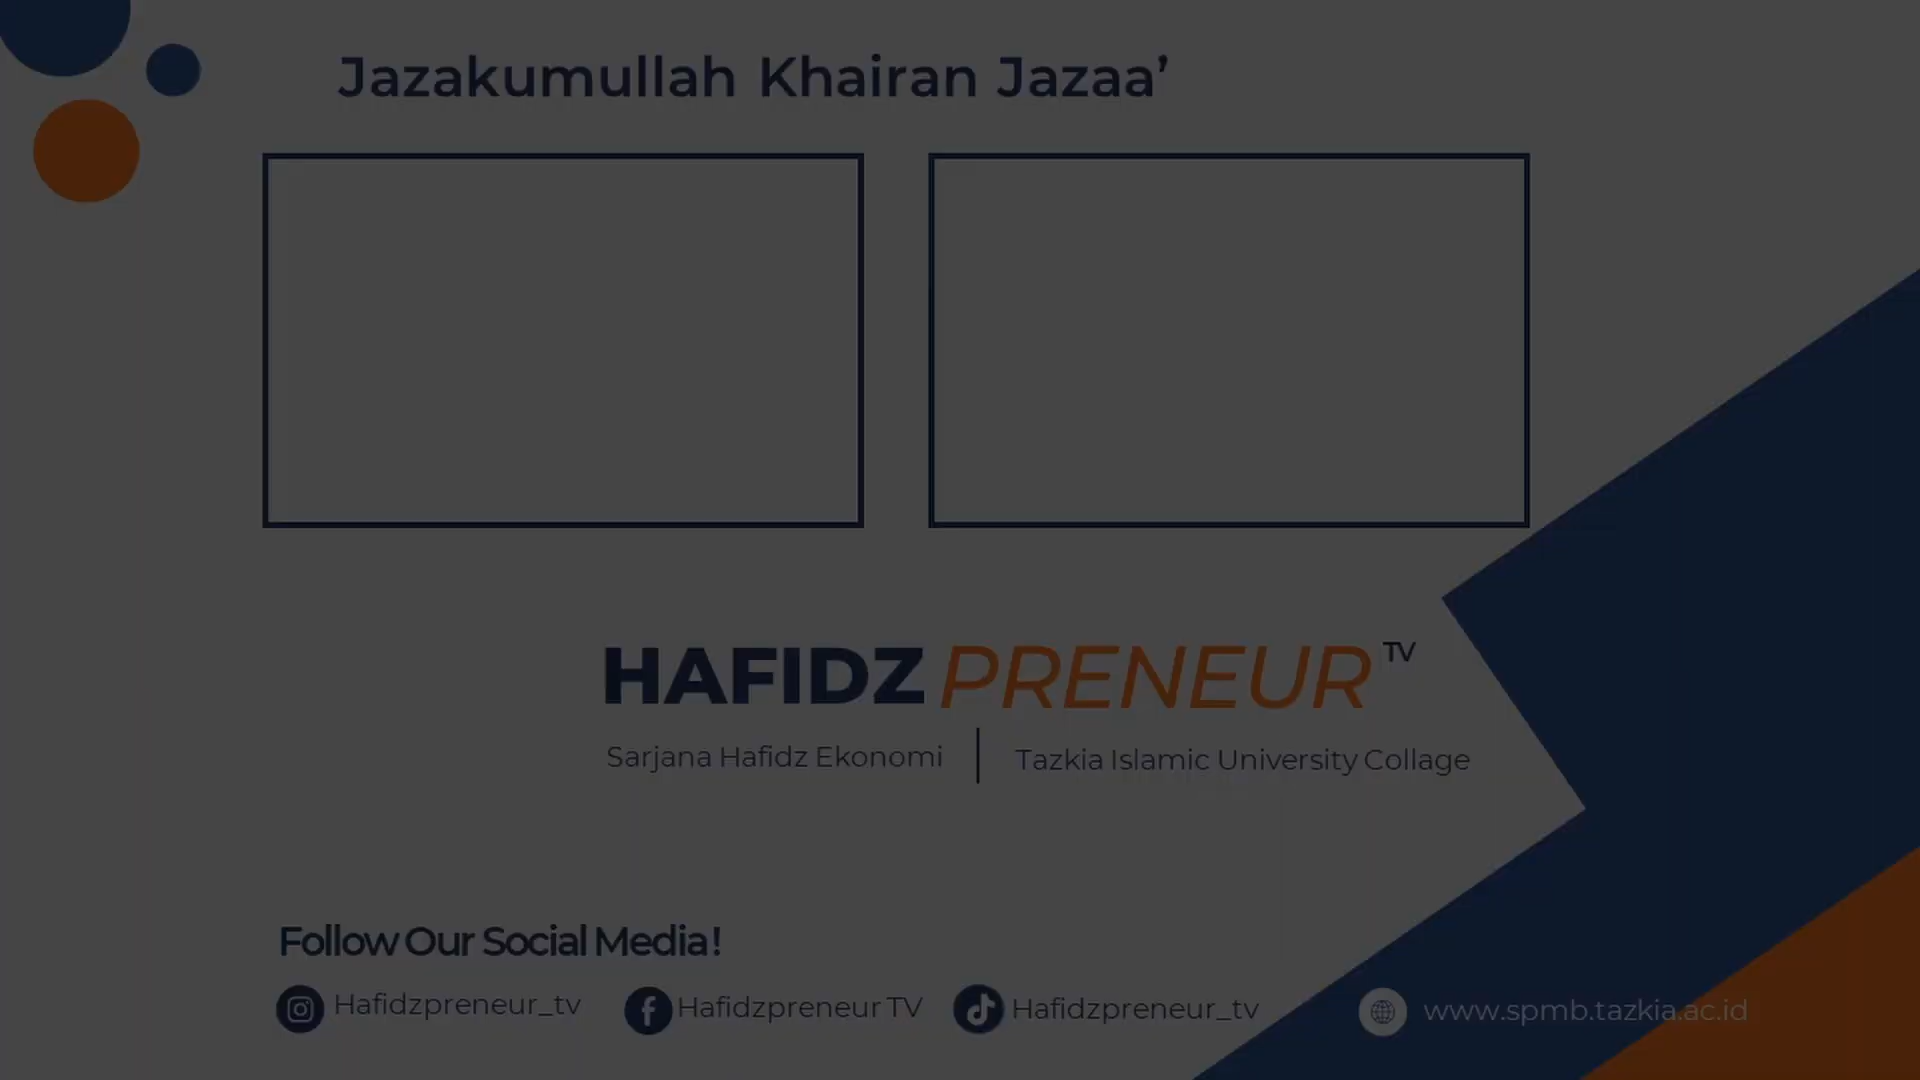 Jazakumullah Khairan Jazaa’
HAFIDZ PRENEUR TV
Sarjana Hafidz Ekonomi | Tazkia Islamic University Collage
Follow Our Social Media!
Hafidzpreneur_tv Hafidzpreneur TV Hafidzpreneur_tv www.spmb.tazkia.ac.id